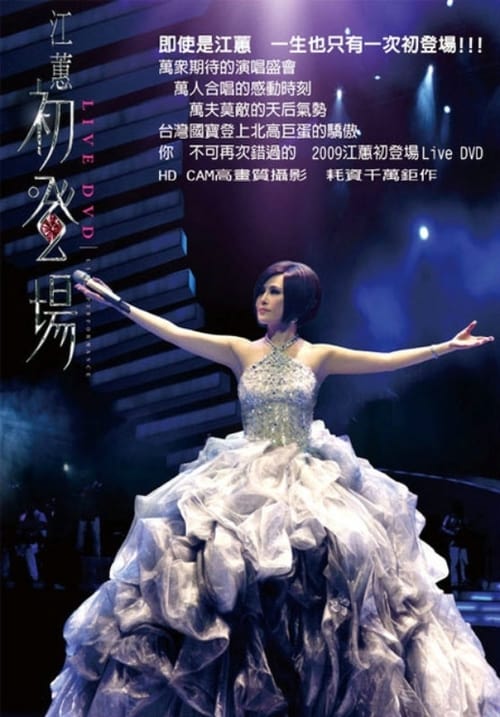 江蕙
初登場
LIVE DVD
即使是江蕙 一生也只有一次初登場!!!
萬衆期待的演唱盛會
萬人合唱的感動時刻
萬夫莫敵的天后氣勢
台灣國寶登上北高巨蛋的驕傲
你 不可再次錯過的 2009江蕙初登場Live DVD
HD CAM高畫質攝影 耗資千萬鉅作